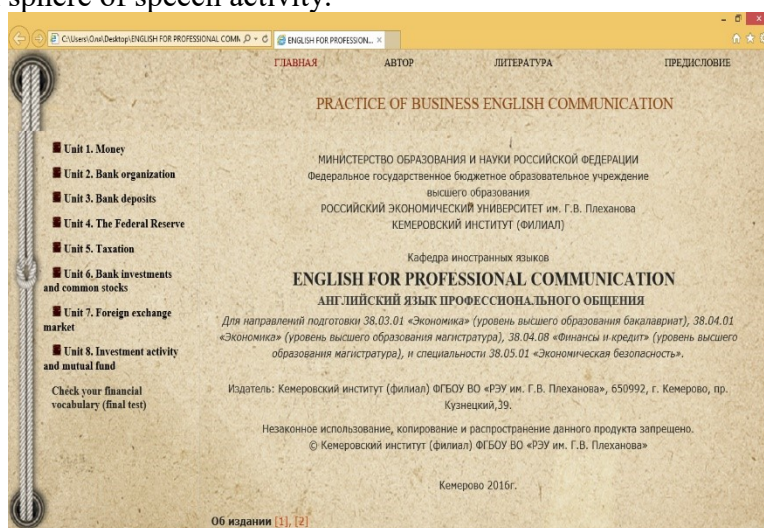 sphere of speech activity.
C:\Users\Ona\Desktop\ENGLISH FOR PROFESSIONAL COMM
ENGLISH FOR PROFESSION...
ГЛАВНАЯ АВТОР ЛИТЕРАТУРА ПРЕДИСЛОВИЕ
PRACTICE OF BUSINESS ENGLISH COMMUNICATION
Unit 1. Money
Unit 2. Bank organization
Unit 3. Bank deposits
Unit 4. The Federal Reserve
Unit 5. Taxation
Unit 6. Bank investments
and common stocks
Unit 7. Foreign exchange
market
Unit 8. Investment activity
and mutual fund
Check your financial
vocabulary (final test)
МИНИСТЕРСТВО ОБРАЗОВАНИЯ И НАУКИ РОССИЙСКОЙ ФЕДЕРАЦИИ
Федеральное государственное бюджетное образовательное учреждение
высшего образования
РОССИЙСКИЙ ЭКОНОМИЧЕСКИЙ УНИВЕРСИТЕТ им. Г.В. Плеханова
КЕМЕРОВСКИЙ ИНСТИТУТ (ФИЛИАЛ)
Кафедра иностранных языков
ENGLISH FOR PROFESSIONAL COMMUNICATION
АНГЛИЙСКИЙ ЯЗЫК ПРОФЕССИОНАЛЬНОГО ОБЩЕНИЯ
Для направлений подготовки 38.03.01 «Экономика» (уровень высшего образования бакалавриат), 38.04.01
«Экономика» (уровень высшего образования магистратура), 38.04.08 «Финансы и кредит» (уровень высшего
образования магистратура), и специальности 38.05.01 «Экономическая безопасность».
Издатель: Кемеровский институт (филиал) ФГБОУ ВО «РЭУ им. Г.В. Плеханова», 650992, г. Кемерово, пр.
Кузнецкий,39.
Незаконное использование, копирование и распространение данного продукта запрещено.
© Кемеровский институт (филиал) ФГБОУ ВО «РЭУ им. Г.В. Плеханова»
Кемерово 2016г.
Об издании [1], [2]